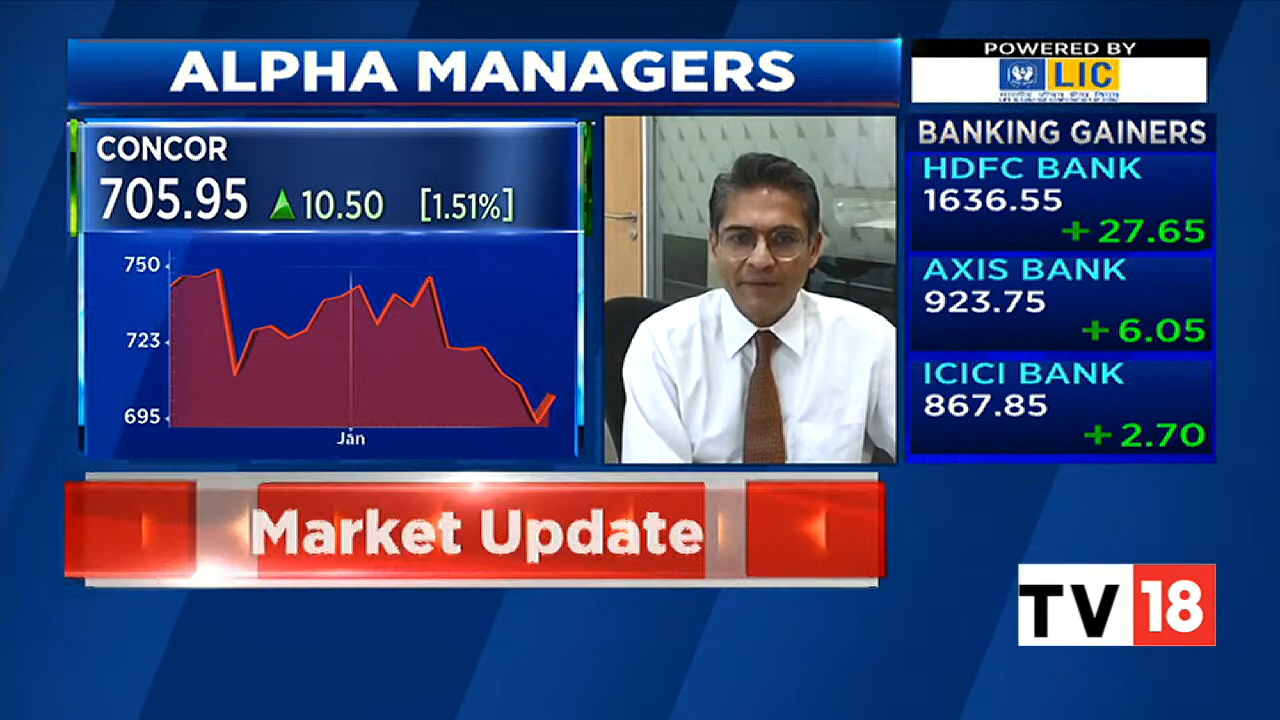 ALPHA MANAGERS
POWERED BY
LIC
CONCOR
705.95 ▲ 10.50 [1.51%]
750
723
695
Jan
BANKING GAINERS
HDFC BANK
1636.55
+ 27.65
AXIS BANK
923.75
+ 6.05
ICICI BANK
867.85
+ 2.70
Market Update
TV 18